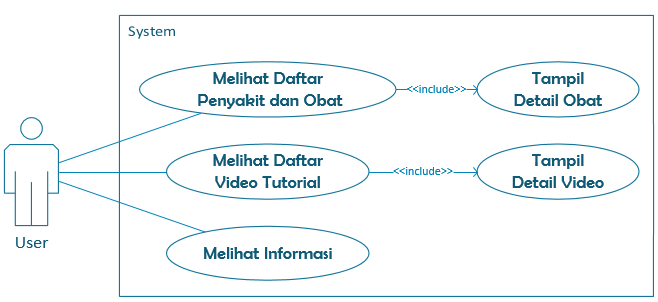 System
Melihat Daftar
Penyakit dan Obat
<<include>>
Tampil
Detail Obat
Melihat Daftar
Video Tutorial
<<include>>
Tampil
Detail Video
User
Melihat Informasi